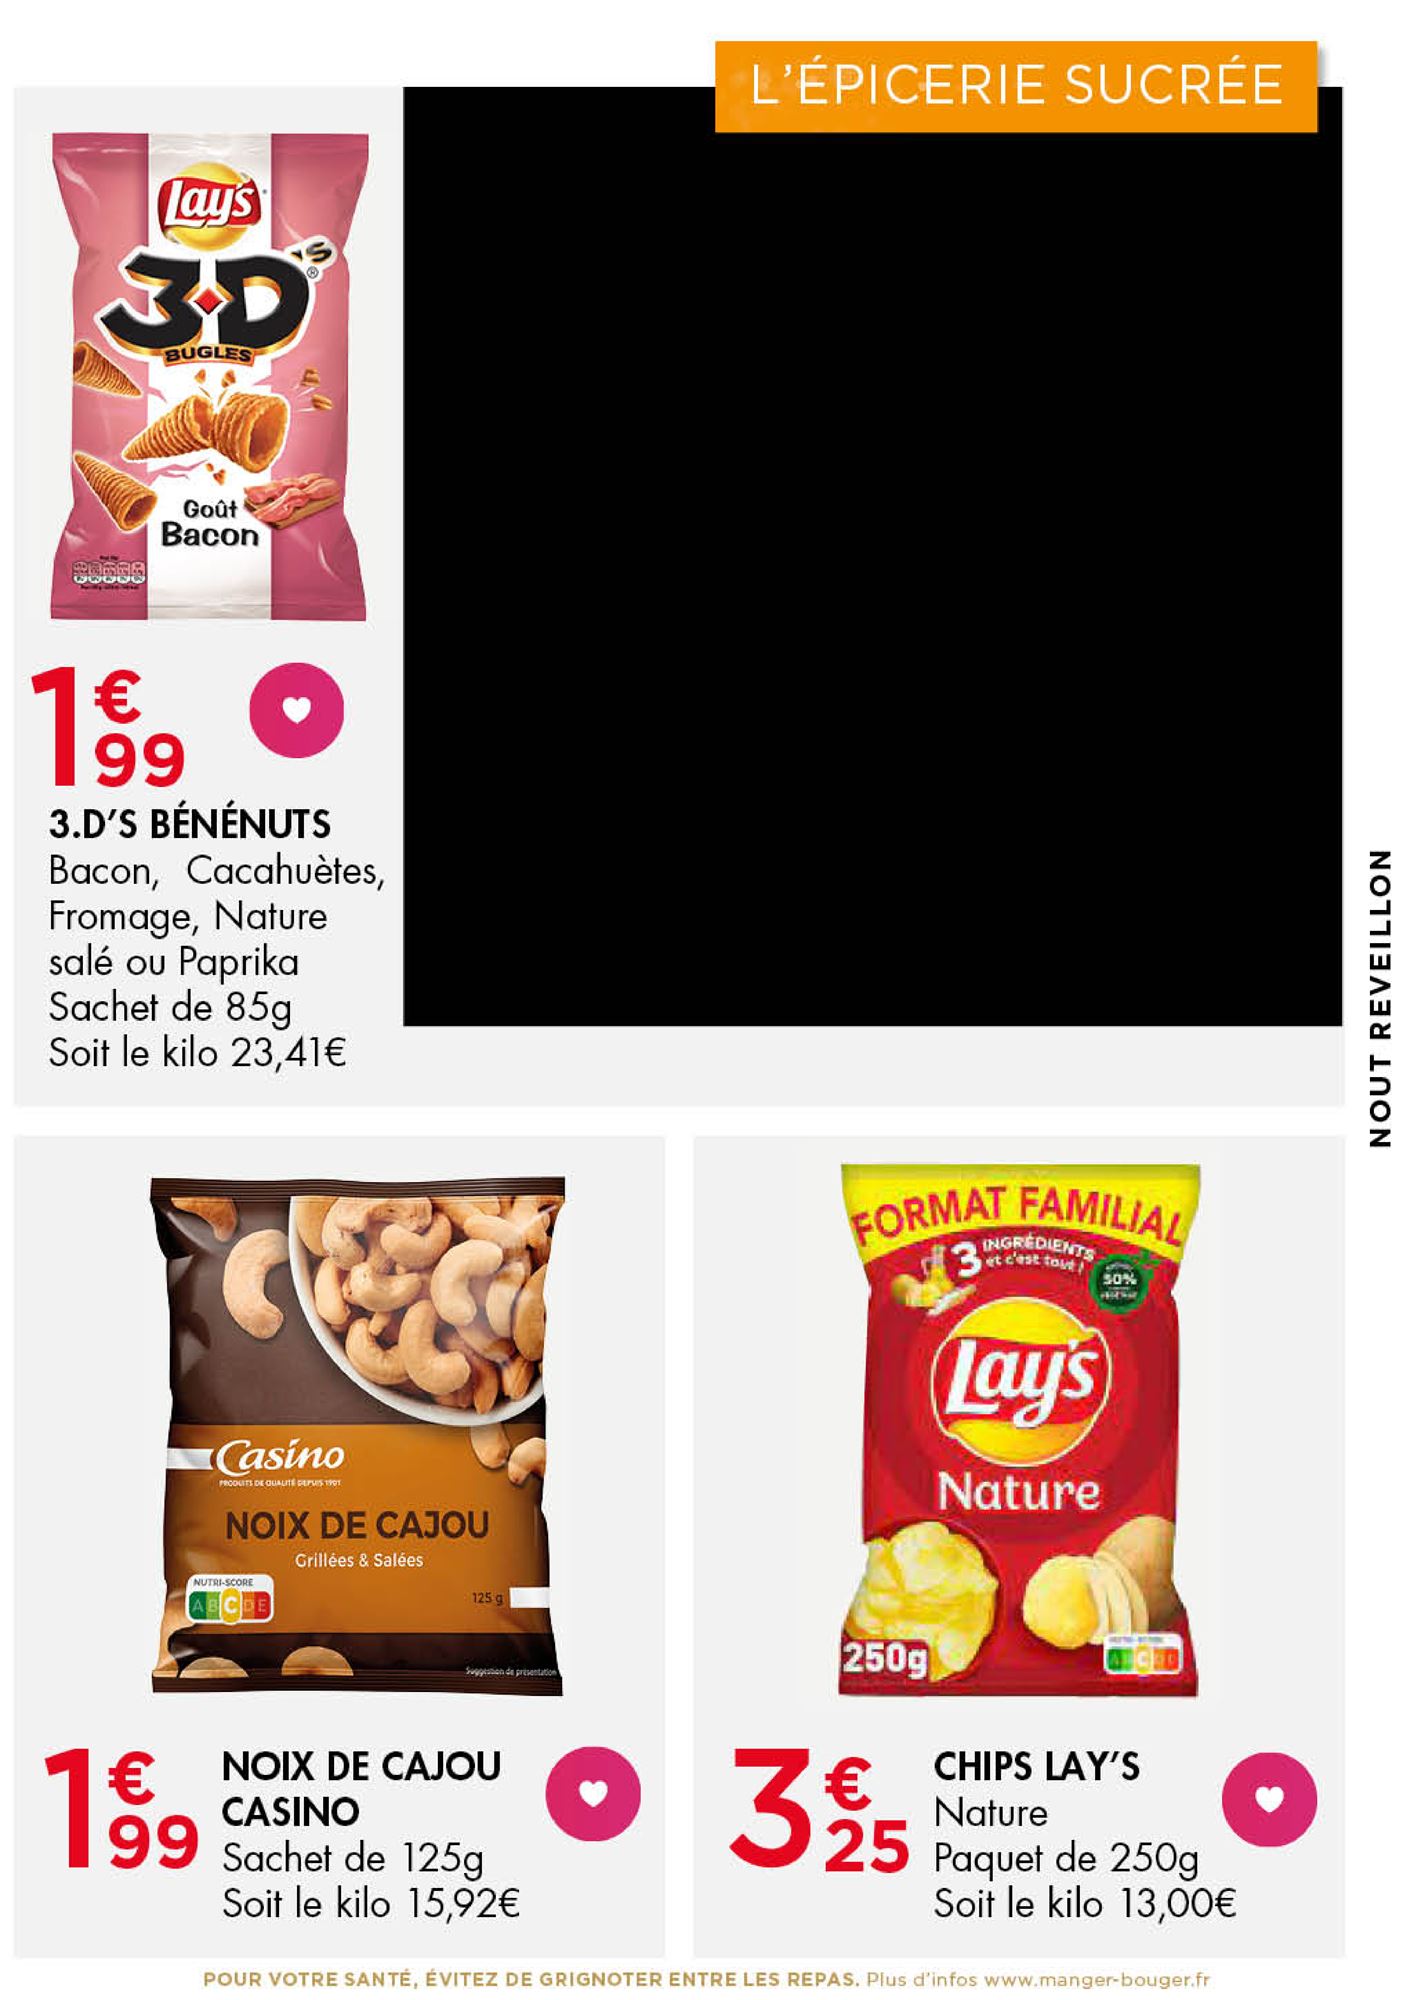 L'ÉPICERIE SUCRÉE
Lay's
3D's®
BUGLES
Goût
Bacon
1€99
3.D'S BÉNÉNUTS
Bacon, Cacahuètes,
Fromage, Nature
salé ou Paprika
Sachet de 85g
Soit le kilo 23,41€
NOUT REVEILLON
Casino
PRODUITS DE QUALITÉ DEPUIS 1901
NOIX DE CAJOU
Grillées & Salées
NUTRI-SCORE
A B C D E
125 g
Suggestion de présentation
1€99
NOIX DE CAJOU
CASINO
Sachet de 125g
Soit le kilo 15,92€
FORMAT FAMILIAL
3 INGRÉDIENTS
et c'est tout !
50%
Lay's
Nature
250g
3€25
CHIPS LAY'S
Nature
Paquet de 250g
Soit le kilo 13,00€
POUR VOTRE SANTÉ, ÉVITEZ DE GRIGNOTER ENTRE LES REPAS. Plus d'infos www.manger-bouger.fr